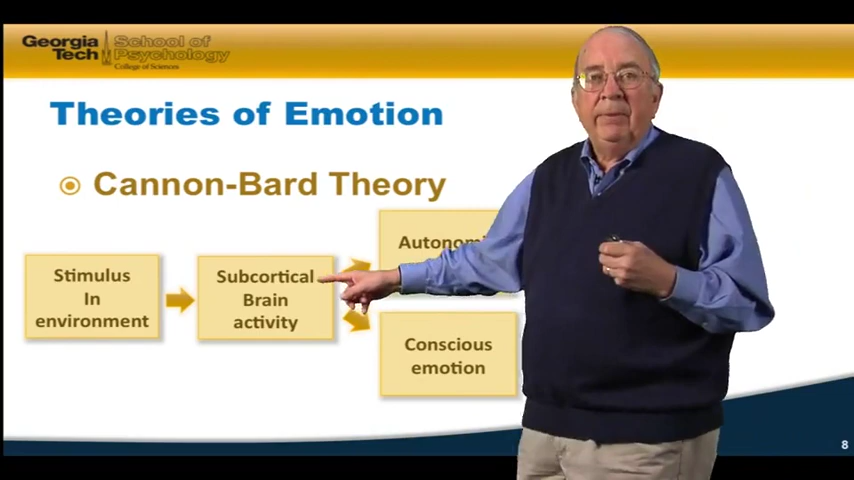 Georgia Tech
School of Psychology
College of Sciences
Theories of Emotion
Cannon-Bard Theory
Stimulus
In
environment
Subcortical
Brain
activity
Conscious
emotion
8